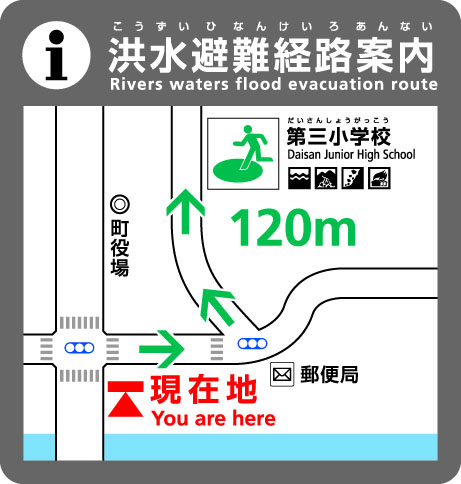 こうずいひなんけいろあんない
洪水避難経路案内
Rivers waters flood evacuation route
だいさんしょうがっこう
第三小学校
Daisan Junior High School
120m
町役場
郵便局
現在地
You are here